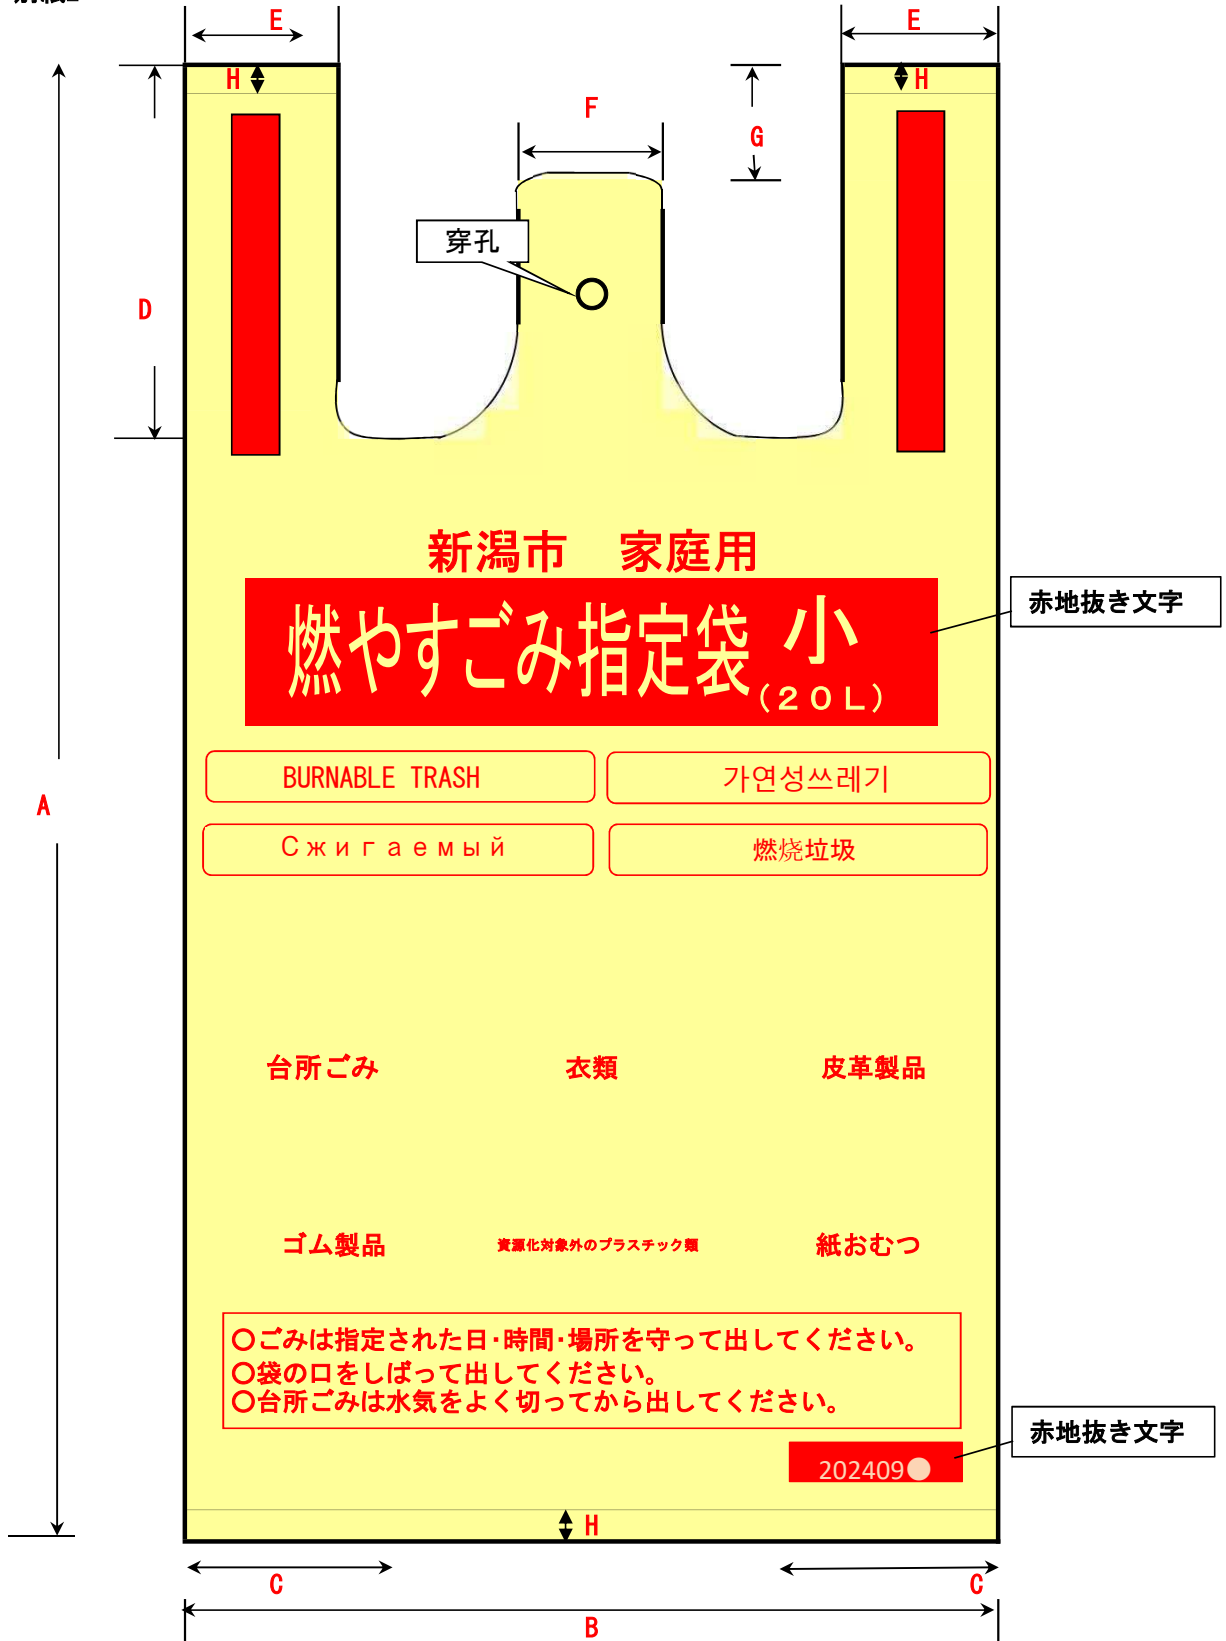 E E
H H
F
G
穿孔
D
新潟市　家庭用
燃やすごみ指定袋 小
(20L)
赤地抜き文字
BURNABLE TRASH 가연성쓰레기
A
Сжигаемый 燃烧垃圾
台所ごみ 衣類 皮革製品
ゴム製品 資源化対象外のプラスチック類 紙おむつ
○ごみは指定された日・時間・場所を守って出してください。
○袋の口をしばって出してください。
○台所ごみは水気をよく切ってから出してください。
赤地抜き文字
202409●
H
C C
B